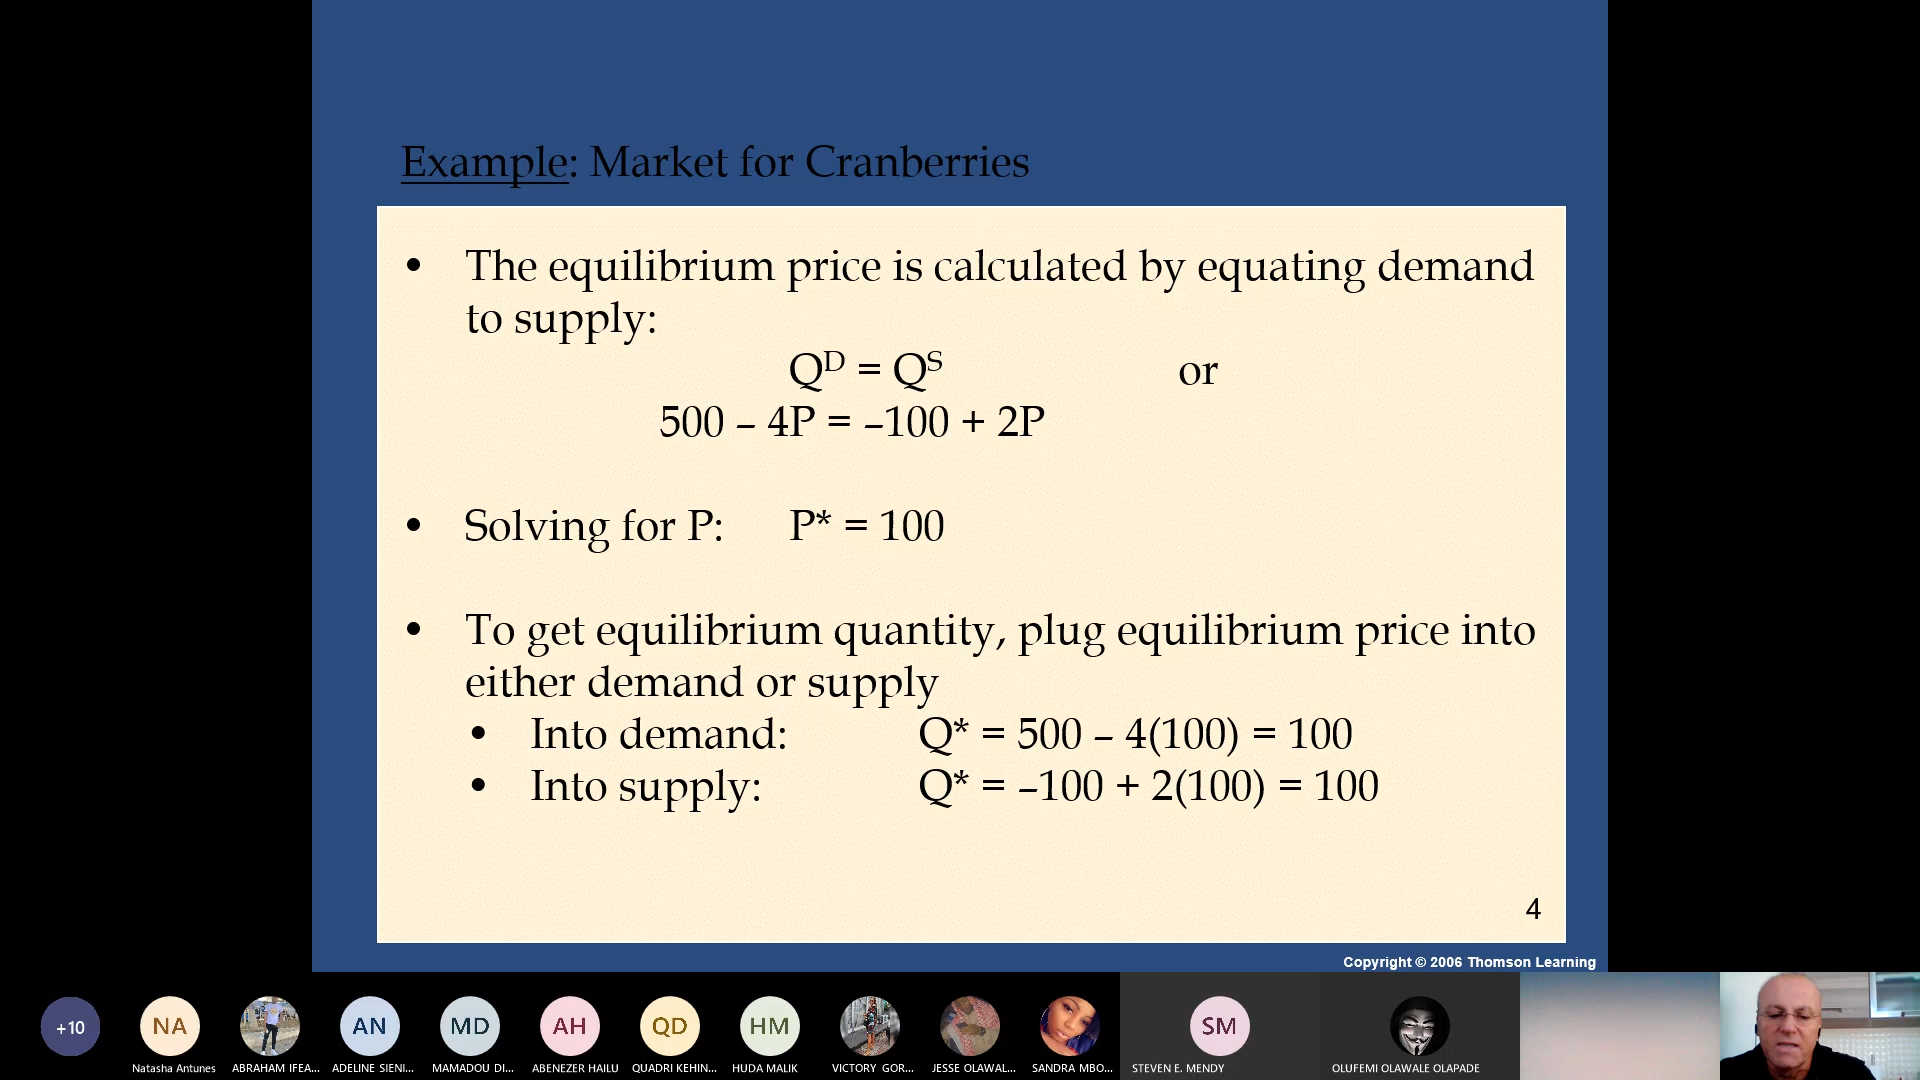 Example: Market for Cranberries
• The equilibrium price is calculated by equating demand
to supply:
Qᴰ = Qˢ or
500 – 4P = –100 + 2P
• Solving for P: P* = 100
• To get equilibrium quantity, plug equilibrium price into
either demand or supply
• Into demand: Q* = 500 – 4(100) = 100
• Into supply: Q* = –100 + 2(100) = 100
4
Copyright © 2006 Thomson Learning
+10 NA AN MD AH QD HM SM
Natasha Antunes ABRAHAM IFEA... ADELINE SIENI... MAMADOU DI... ABENEZER HAILU QUADRI KEHIN... HUDA MALIK VICTORY GOR... JESSE OLAWAL... SANDRA MBO... STEVEN E. MENDY OLUFEMI OLAWALE OLAPADE